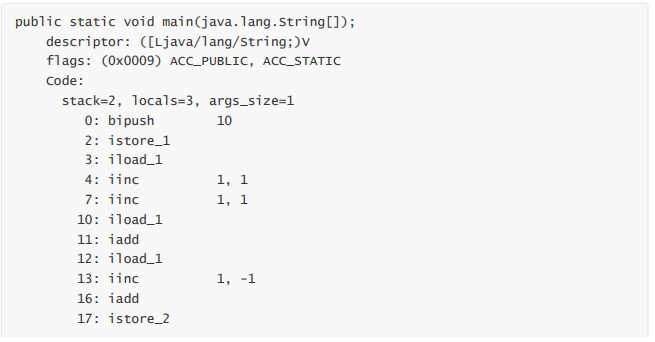 public static void main(java.lang.String[]);
descriptor: ([Ljava/lang/String;)V
flags: (0x0009) ACC_PUBLIC, ACC_STATIC
Code:
stack=2, locals=3, args_size=1
0: bipush 10
2: istore_1
3: iload_1
4: iinc 1, 1
7: iinc 1, 1
10: iload_1
11: iadd
12: iload_1
13: iinc 1, -1
16: iadd
17: istore_2